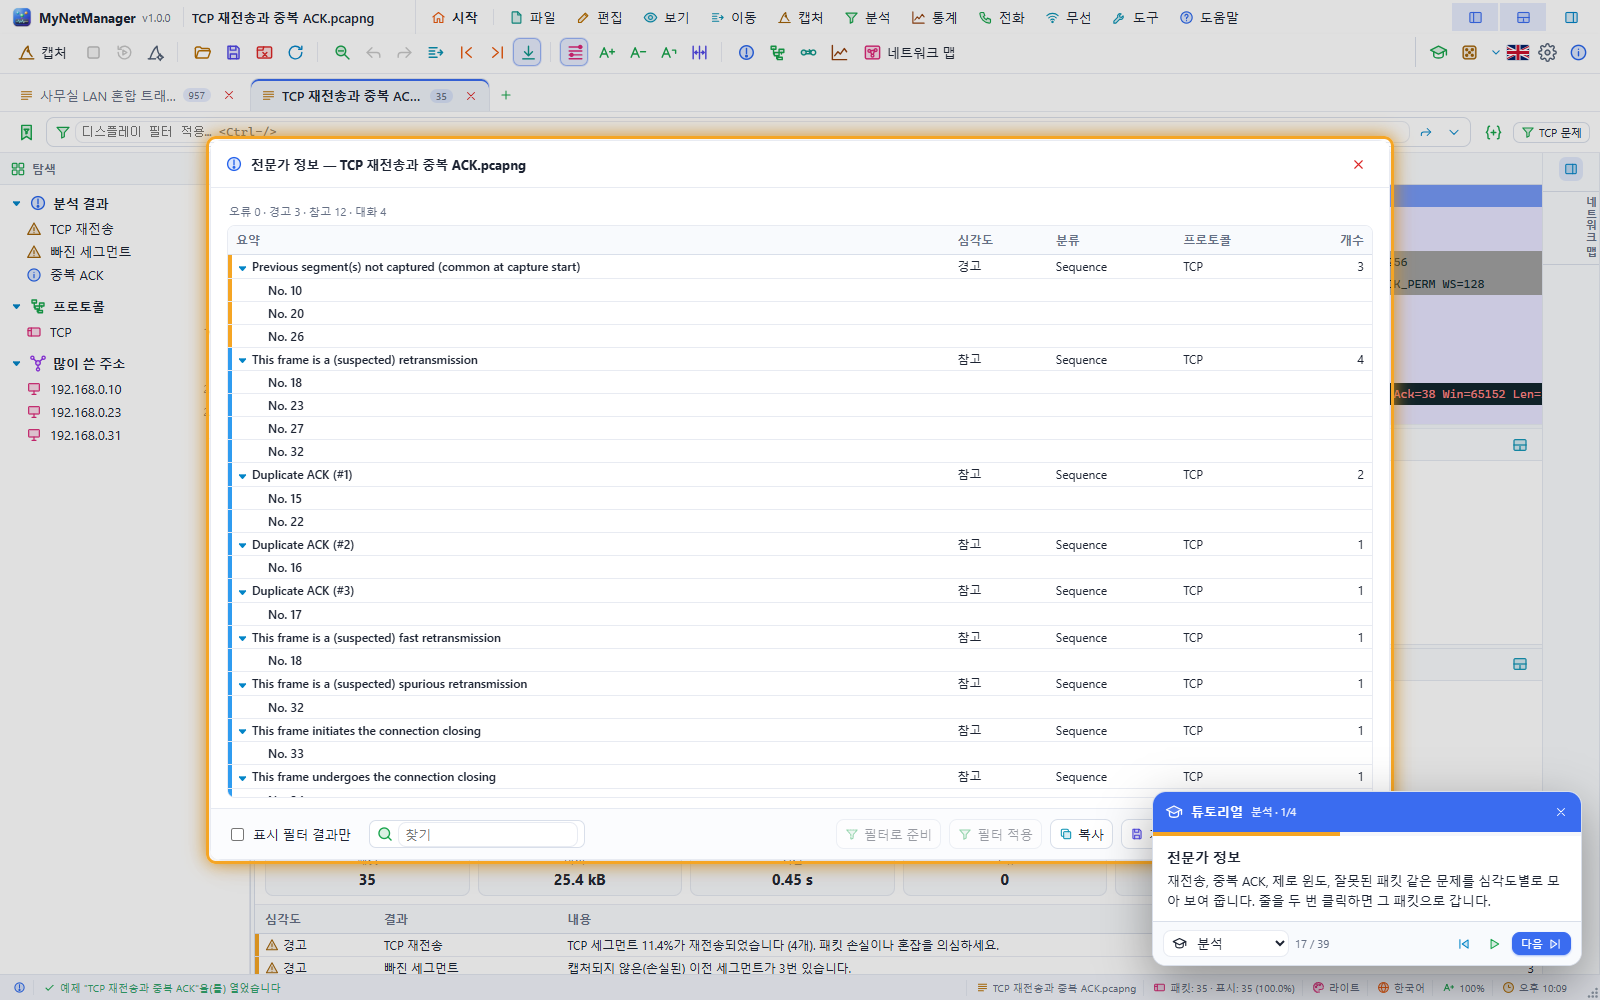 MyNetManager v1.0.0 TCP 재전송과 중복 ACK.pcapng 시작 파일 편집 보기 이동 캡처 분석 통계 전화 무선 도구 도움말
캡처 네트워크 맵
사무실 LAN 혼합 트래... 957 TCP 재전송과 중복 AC... 35
디스플레이 필터 적용... <Ctrl-/> TCP 문제
탐색
분석 결과
TCP 재전송
빠진 세그먼트
중복 ACK
프로토콜
TCP
많이 쓴 주소
192.168.0.10
192.168.0.23
192.168.0.31
전문가 정보 — TCP 재전송과 중복 ACK.pcapng
오류 0 · 경고 3 · 참고 12 · 대화 4
요약 심각도 분류 프로토콜 개수
Previous segment(s) not captured (common at capture start) 경고 Sequence TCP 3
No. 10
No. 20
No. 26
This frame is a (suspected) retransmission 참고 Sequence TCP 4
No. 18
No. 23
No. 27
No. 32
Duplicate ACK (#1) 참고 Sequence TCP 2
No. 15
No. 22
Duplicate ACK (#2) 참고 Sequence TCP 1
No. 16
Duplicate ACK (#3) 참고 Sequence TCP 1
No. 17
This frame is a (suspected) fast retransmission 참고 Sequence TCP 1
No. 18
This frame is a (suspected) spurious retransmission 참고 Sequence TCP 1
No. 32
This frame initiates the connection closing 참고 Sequence TCP 1
No. 33
This frame undergoes the connection closing 참고 Sequence TCP 1
표시 필터 결과만 찾기 필터로 준비 필터 적용 복사
56
K_PERM WS=128
Ack=38 Win=65152 Len=
네트워크 맵
35 25.4 kB 0.45 s 0
심각도 결과 내용
경고 TCP 재전송 TCP 세그먼트 11.4%가 재전송되었습니다 (4개). 패킷 손실이나 혼잡을 의심하세요.
경고 빠진 세그먼트 캡처되지 않은(손실된) 이전 세그먼트가 3번 있습니다. 3
튜토리얼 분석 · 1/4
전문가 정보
재전송, 중복 ACK, 제로 윈도, 잘못된 패킷 같은 문제를 심각도별로 모
아 보여 줍니다. 줄을 두 번 클릭하면 그 패킷으로 갑니다.
분석 17 / 39 다음
예제 "TCP 재전송과 중복 ACK"을(를) 열었습니다 TCP 재전송과 중복 ACK.pcapng 패킷: 35 · 표시: 35 (100.0%) 라이트 한국어 100% 오후 10:09